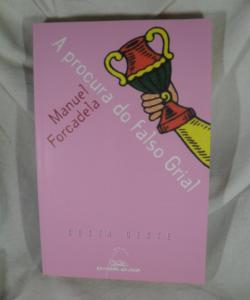 A procura do Falso Grial
Manuel
Forcadela
COSTA OESTE